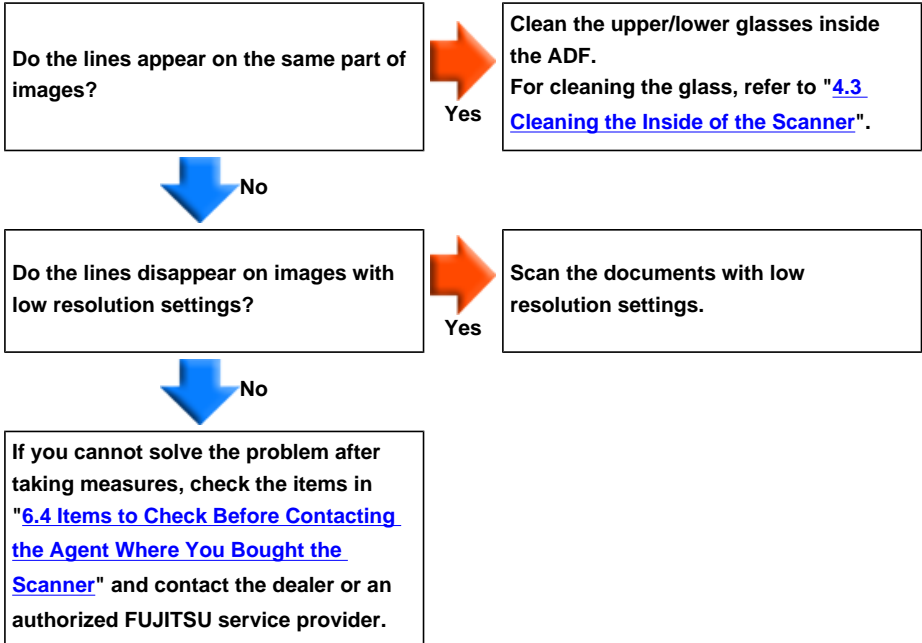 Do the lines appear on the same part of
images?
Yes
Clean the upper/lower glasses inside
the ADF.
For cleaning the glass, refer to "4.3
Cleaning the Inside of the Scanner".
No
Do the lines disappear on images with
low resolution settings?
Yes
Scan the documents with low
resolution settings.
No
If you cannot solve the problem after
taking measures, check the items in
"6.4 Items to Check Before Contacting
the Agent Where You Bought the
Scanner" and contact the dealer or an
authorized FUJITSU service provider.